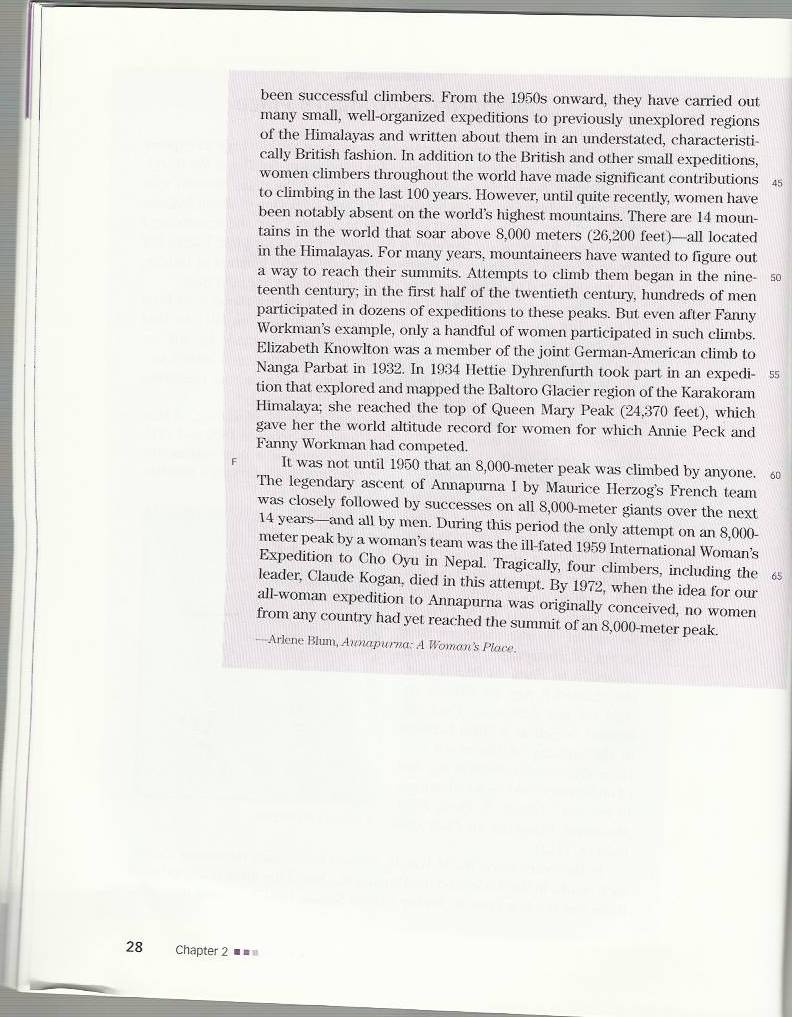 been successful climbers. From the 1950s onward, they have carried out
many small, well-organized expeditions to previously unexplored regions
of the Himalayas and written about them in an understated, characteristi-
cally British fashion. In addition to the British and other small expeditions,
women climbers throughout the world have made significant contributions 45
to climbing in the last 100 years. However, until quite recently, women have
been notably absent on the world's highest mountains. There are 14 moun-
tains in the world that soar above 8,000 meters (26,200 feet)—all located
in the Himalayas. For many years, mountaineers have wanted to figure out
a way to reach their summits. Attempts to climb them began in the nine- 50
teenth century; in the first half of the twentieth century, hundreds of men
participated in dozens of expeditions to these peaks. But even after Fanny
Workman's example, only a handful of women participated in such climbs.
Elizabeth Knowlton was a member of the joint German-American climb to
Nanga Parbat in 1932. In 1934 Hettie Dyhrenfurth took part in an expedi- 55
tion that explored and mapped the Baltoro Glacier region of the Karakoram
Himalaya; she reached the top of Queen Mary Peak (24,370 feet), which
gave her the world altitude record for women for which Annie Peck and
Fanny Workman had competed.
F It was not until 1950 that an 8,000-meter peak was climbed by anyone. 60
The legendary ascent of Annapurna I by Maurice Herzog's French team
was closely followed by successes on all 8,000-meter giants over the next
14 years—and all by men. During this period the only attempt on an 8,000-
meter peak by a woman's team was the ill-fated 1959 International Woman's
Expedition to Cho Oyu in Nepal. Tragically, four climbers, including the 65
leader, Claude Kogan, died in this attempt. By 1972, when the idea for our
all-woman expedition to Annapurna was originally conceived, no women
from any country had yet reached the summit of an 8,000-meter peak.
—Arlene Blum, Annapurna: A Woman's Place.
28 Chapter 2